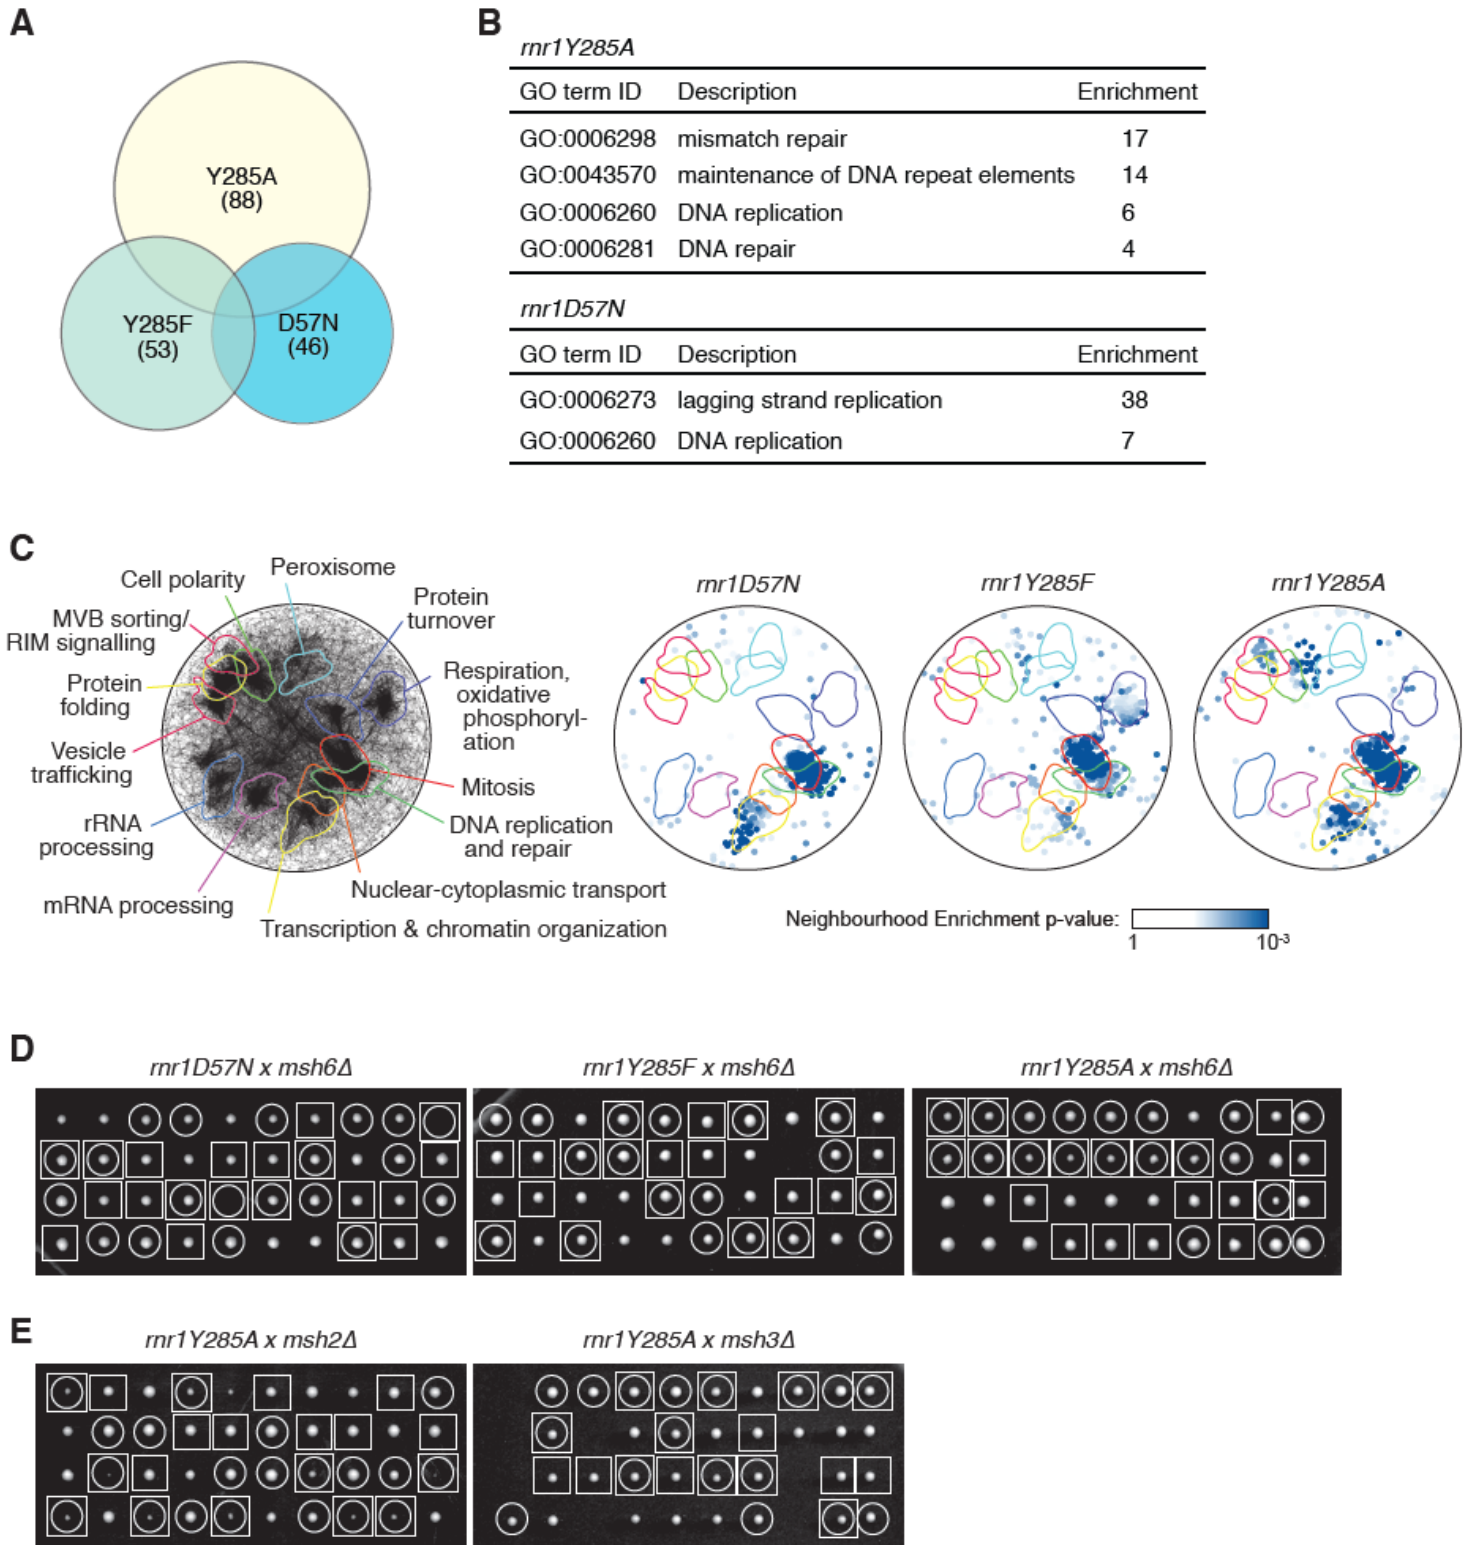 A
Y285A
(88)
Y285F
(53)
D57N
(46)
B
rnr1Y285A
GO term ID Description Enrichment
GO:0006298 mismatch repair 17
GO:0043570 maintenance of DNA repeat elements 14
GO:0006260 DNA replication 6
GO:0006281 DNA repair 4
rnr1D57N
GO term ID Description Enrichment
GO:0006273 lagging strand replication 38
GO:0006260 DNA replication 7
C
Peroxisome
Cell polarity
Protein
turnover
MVB sorting/
RIM signalling
Respiration,
oxidative
phosphoryl-
ation
Protein
folding
Vesicle
trafficking
Mitosis
rRNA
processing
DNA replication
and repair
Nuclear-cytoplasmic transport
mRNA processing
Transcription & chromatin organization
rnr1D57N
rnr1Y285F
rnr1Y285A
Neighbourhood Enrichment p-value:
1
10-3
D
rnr1D57N x msh6Δ
rnr1Y285F x msh6Δ
rnr1Y285A x msh6Δ
E
rnr1Y285A x msh2Δ
rnr1Y285A x msh3Δ